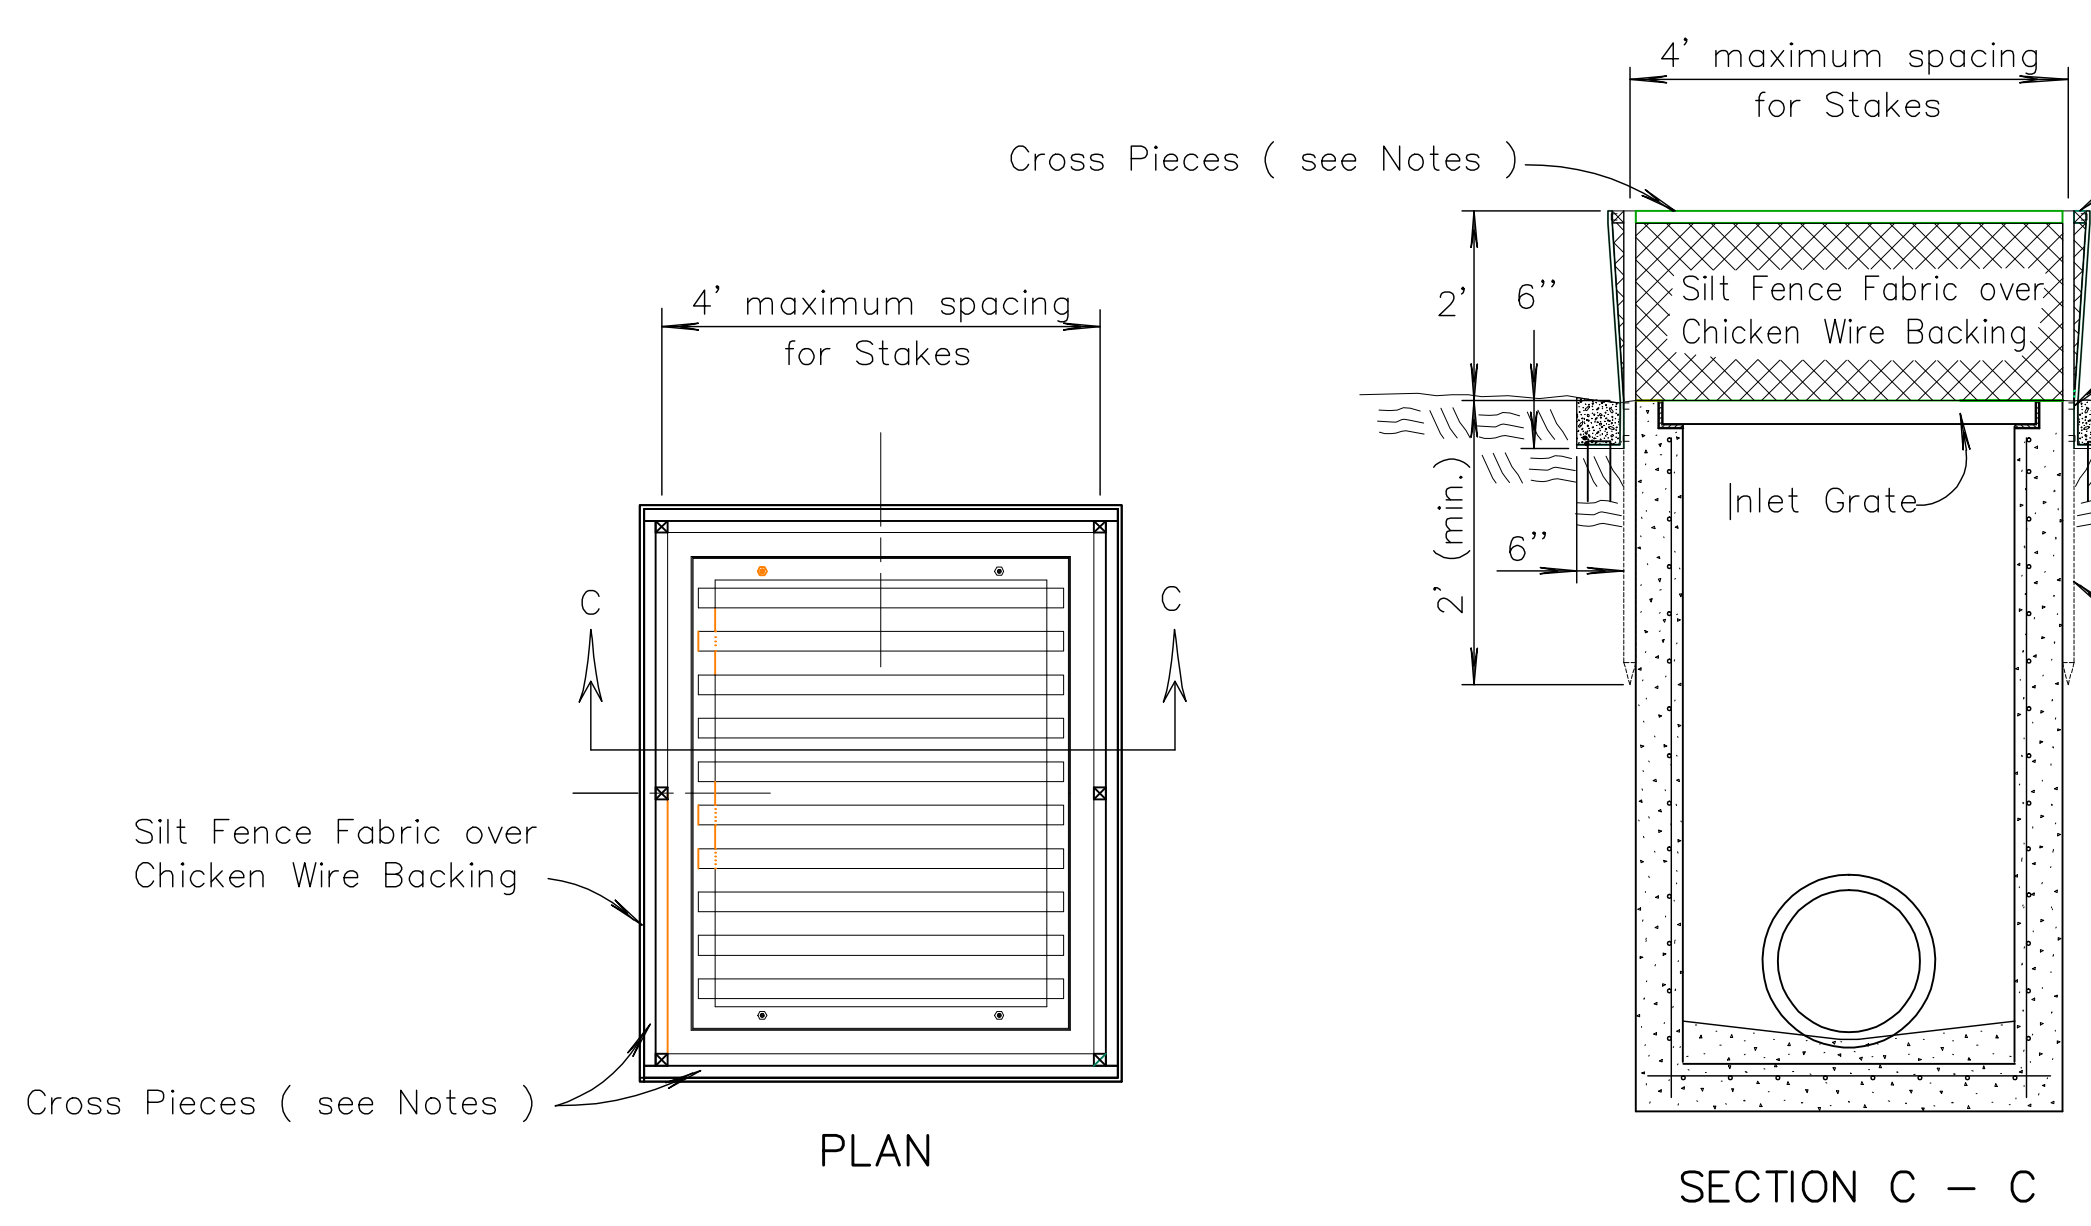 4' maximum spacing
for Stakes
C
C
Silt Fence Fabric over
Chicken Wire Backing
Cross Pieces ( see Notes )
PLAN
4' maximum spacing
for Stakes
Cross Pieces ( see Notes )
2'
6"
Silt Fence Fabric over
Chicken Wire Backing
2' (min.)
Inlet Grate
6"
SECTION C - C